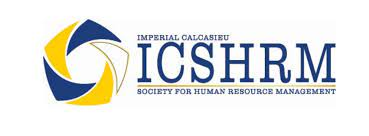 IMPERIAL CALCASIEU
ICSHRM
SOCIETY FOR HUMAN RESOURCE MANAGEMENT